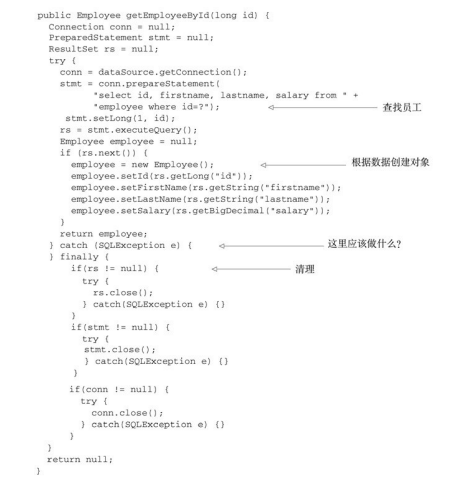 public Employee getEmployeeById(long id) {
Connection conn = null;
PreparedStatement stmt = null;
ResultSet rs = null;
try {
conn = dataSource.getConnection();
stmt = conn.prepareStatement(
"select id, firstname, lastname, salary from " +
"employee where id=?"); 查找员工
stmt.setLong(1, id);
rs = stmt.executeQuery();
Employee employee = null;
if (rs.next()) {
employee = new Employee(); 根据数据创建对象
employee.setId(rs.getLong("id"));
employee.setFirstName(rs.getString("firstname"));
employee.setLastName(rs.getString("lastname"));
employee.setSalary(rs.getBigDecimal("salary"));
}
return employee;
} catch (SQLException e) { 这里应该做什么?
} finally {
if(rs != null) { 清理
try {
rs.close();
} catch(SQLException e) {}
}
if(stmt != null) {
try {
stmt.close();
} catch(SQLException e) {}
}
if(conn != null) {
try {
conn.close();
} catch(SQLException e) {}
}
}
return null;
}